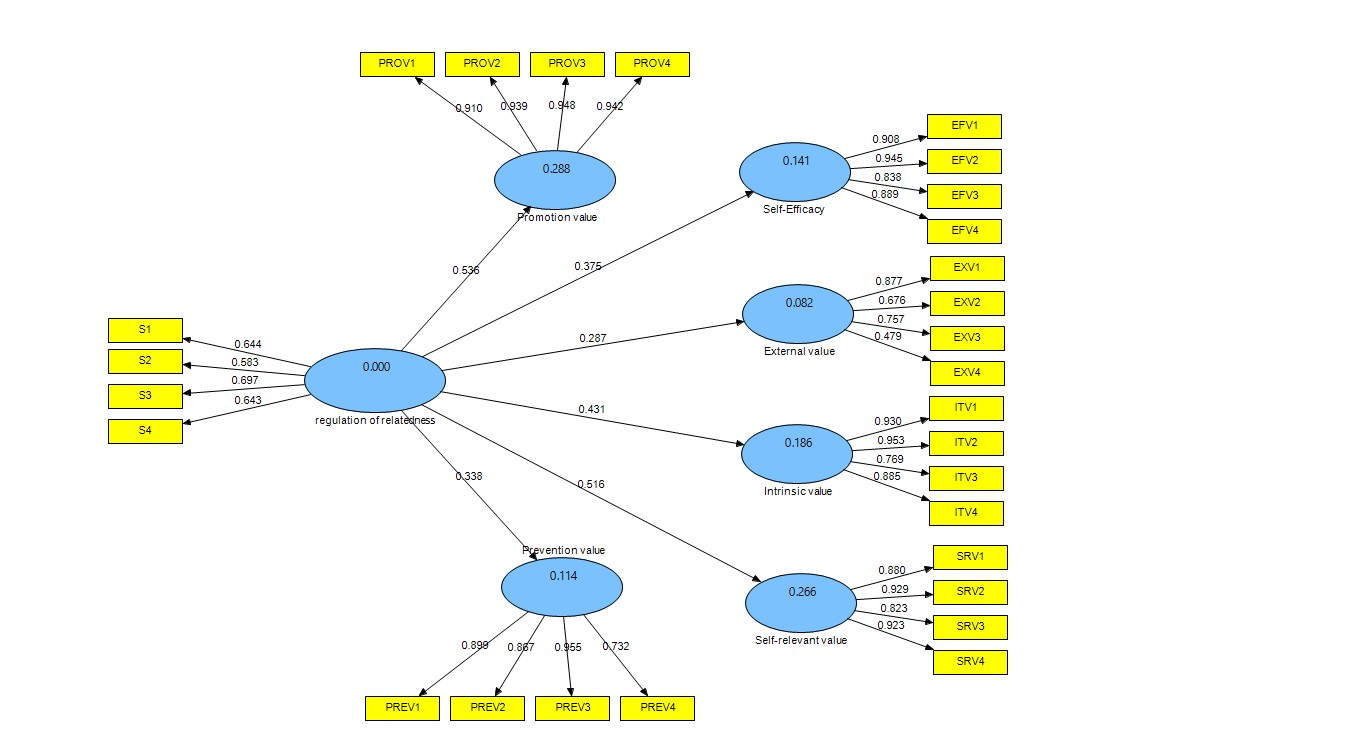 PROV1 PROV2 PROV3 PROV4
0.910 0.939 0.948 0.942
0.288
Promotion value
0.536
0.141
Self-Efficacy
0.375
0.908
0.945
0.838
0.889
EFV1
EFV2
EFV3
EFV4
0.082
External value
0.287
0.877
0.676
0.757
0.479
EXV1
EXV2
EXV3
EXV4
S1
S2
S3
S4
0.644
0.583
0.697
0.643
0.000
regulation of relatedness
0.431
0.186
Intrinsic value
0.930
0.953
0.769
0.885
ITV1
ITV2
ITV3
ITV4
0.338
0.516
0.266
Self-relevant value
0.880
0.929
0.823
0.923
SRV1
SRV2
SRV3
SRV4
Prevention value
0.114
0.899 0.867 0.955 0.732
PREV1 PREV2 PREV3 PREV4